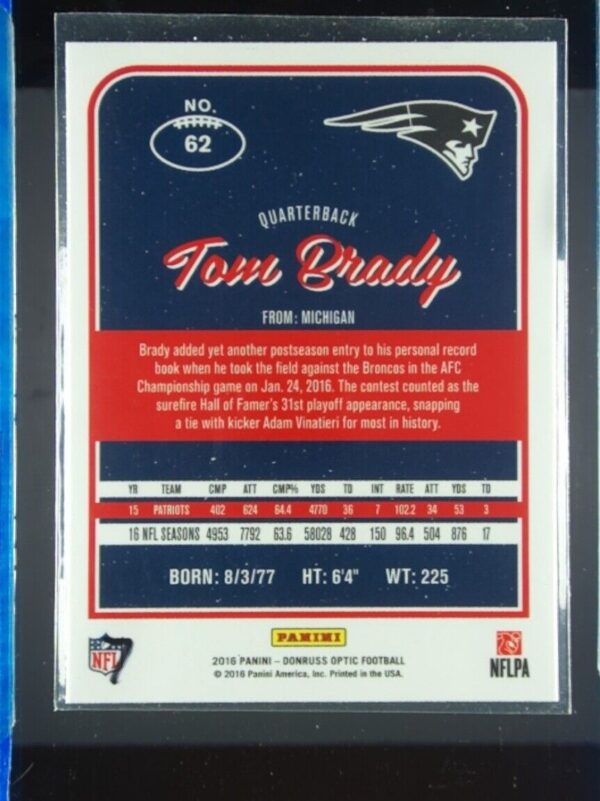 NO.
62
QUARTERBACK
Tom Brady
FROM: MICHIGAN
Brady added yet another postseason entry to his personal record
book when he took the field against the Broncos in the AFC
Championship game on Jan. 24, 2016. The contest counted as the
surefire Hall of Famer's 31st playoff appearance, snapping
a tie with kicker Adam Vinatieri for most in history.
YR TEAM CMP ATT CMP% YDS TD INT RATE ATT YDS TD
15 PATRIOTS 402 624 64.4 4770 36 7 102.2 34 53 3
16 NFL SEASONS 4953 7792 63.6 58028 428 150 96.4 504 876 17
BORN: 8/3/77 HT: 6'4" WT: 225
NFL
7
PANINI
2016 PANINI – DONRUSS OPTIC FOOTBALL
© 2016 Panini America, Inc. Printed in the USA.
NFLPA